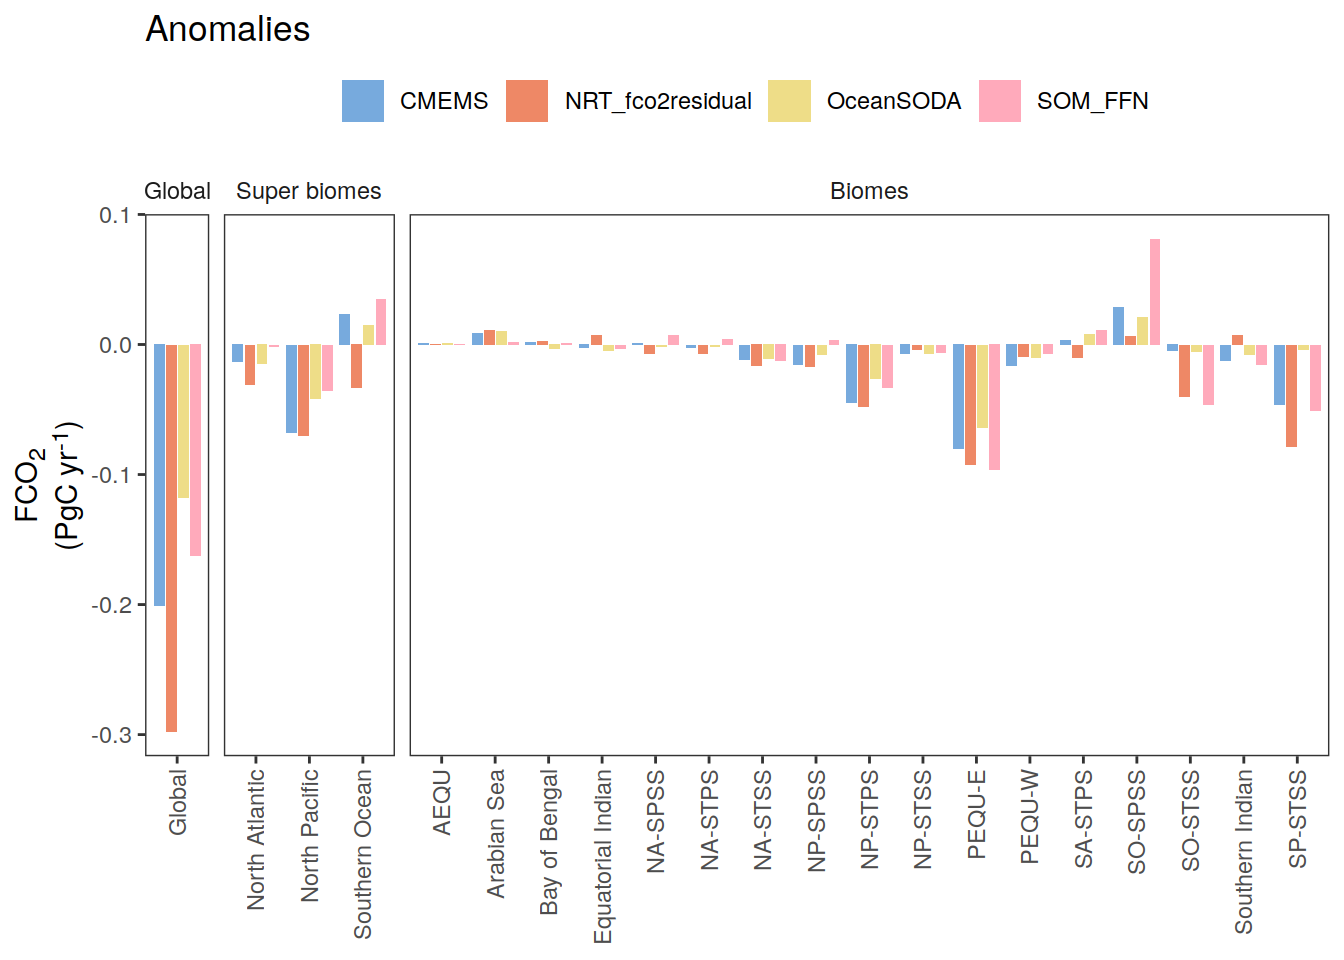 Anomalies
CMEMS NRT_fco2residual OceanSODA SOM_FFN
Global Super biomes Biomes
0.1
0.0
-0.1
-0.2
-0.3
FCO2
(PgC yr-1)
Global
North Atlantic
North Pacific
Southern Ocean
AEQU
Arabian Sea
Bay of Bengal
Equatorial Indian
NA-SPSS
NA-STPS
NA-STSS
NP-SPSS
NP-STPS
NP-STSS
PEQU-E
PEQU-W
SA-STPS
SO-SPSS
SO-STSS
Southern Indian
SP-STSS